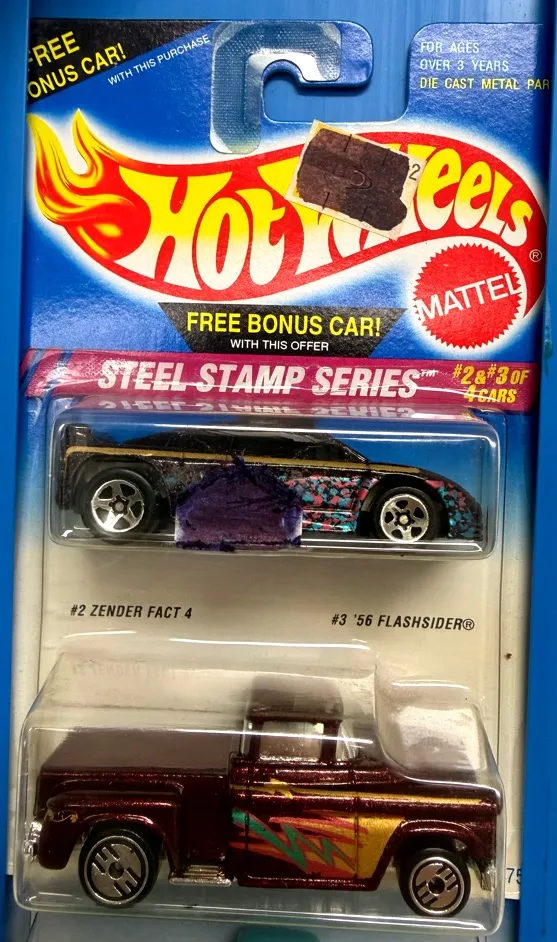 FREE
ONUS CAR!
WITH THIS PURCHASE
FOR AGES
OVER 3 YEARS
DIE CAST METAL PAR
HOT WHEELS
®
MATTEL
FREE BONUS CAR!
WITH THIS OFFER
STEEL STAMP SERIES™
#2 & #3 OF
4 CARS
#2 ZENDER FACT 4
#3 '56 FLASHSIDER®
75